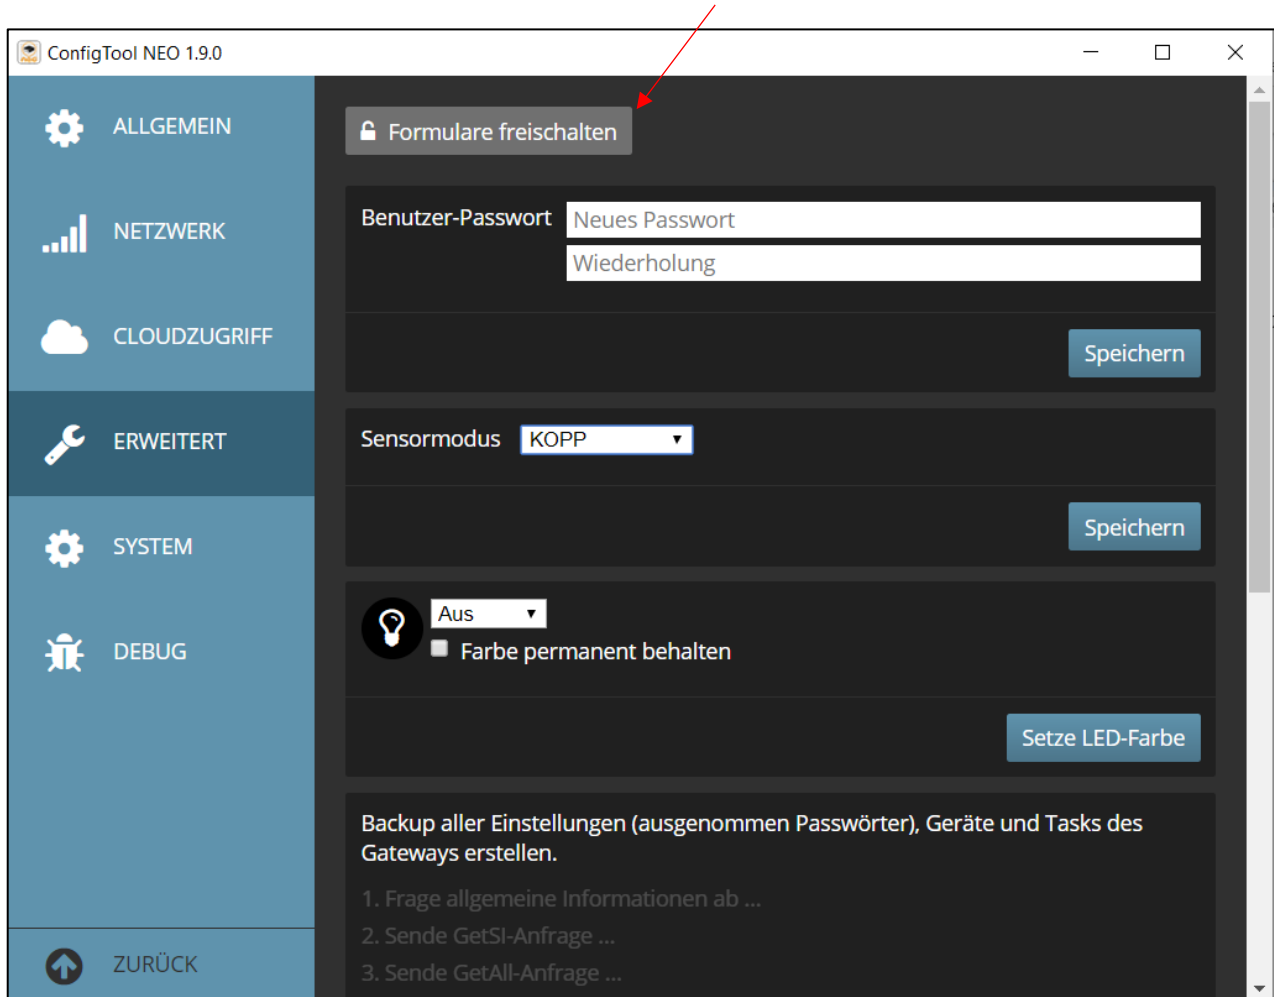 ConfigTool NEO 1.9.0
ALLGEMEIN
NETZWERK
CLOUDZUGRIFF
ERWEITERT
SYSTEM
DEBUG
ZURÜCK
Formulare freischalten
Benutzer-Passwort
Neues Passwort
Wiederholung
Speichern
Sensormodus
KOPP
Speichern
Aus
Farbe permanent behalten
Setze LED-Farbe
Backup aller Einstellungen (ausgenommen Passwörter), Geräte und Tasks des
Gateways erstellen.
1. Frage allgemeine Informationen ab ...
2. Sende GetSI-Anfrage ...
3. Sende GetAll-Anfrage ...